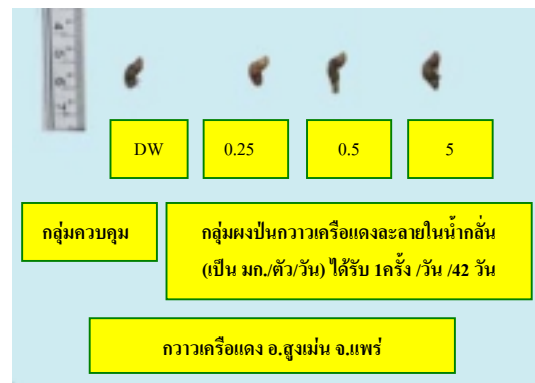 DW 0.25 0.5 5
กลุ่มควบคุม
กลุ่มผงป่นกวาวเครือแดงละลายในน้ำกลั่น
(เป็น มก./ตัว/วัน) ได้รับ 1ครั้ง /วัน /42 วัน
กวาวเครือแดง อ.สูงเม่น จ.แพร่